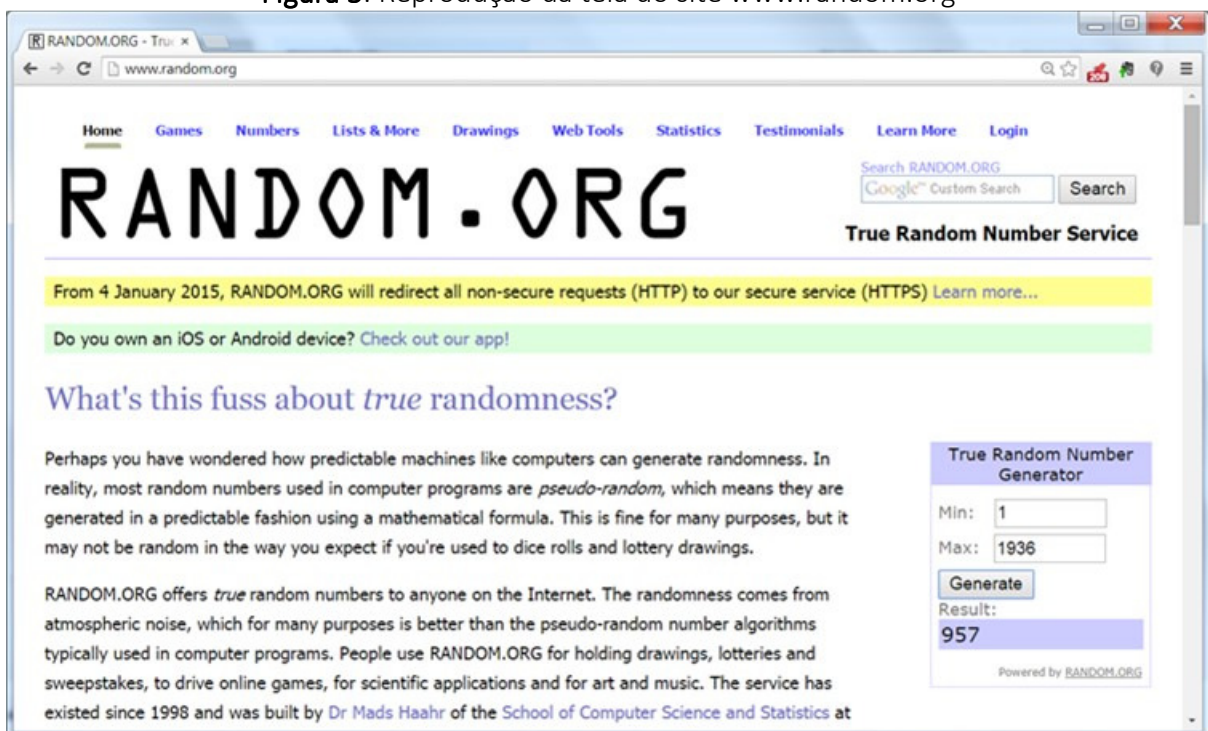 Figura 3. Reprodução da tela do site www.random.org
RANDOM.ORG - Tru
www.random.org
Home Games Numbers Lists & More Drawings Web Tools Statistics Testimonials Learn More Login
Search RANDOM.ORG
Google™ Custom Search Search
RANDOM.ORG
True Random Number Service
From 4 January 2015, RANDOM.ORG will redirect all non-secure requests (HTTP) to our secure service (HTTPS) Learn more...
Do you own an iOS or Android device? Check out our app!
What's this fuss about true randomness?
Perhaps you have wondered how predictable machines like computers can generate randomness. In
reality, most random numbers used in computer programs are pseudo-random, which means they are
generated in a predictable fashion using a mathematical formula. This is fine for many purposes, but it
may not be random in the way you expect if you're used to dice rolls and lottery drawings.
RANDOM.ORG offers true random numbers to anyone on the Internet. The randomness comes from
atmospheric noise, which for many purposes is better than the pseudo-random number algorithms
typically used in computer programs. People use RANDOM.ORG for holding drawings, lotteries and
sweepstakes, to drive online games, for scientific applications and for art and music. The service has
existed since 1998 and was built by Dr Mads Haahr of the School of Computer Science and Statistics at
True Random Number
Generator
Min: 1
Max: 1936
Generate
Result:
957
Powered by RANDOM.ORG